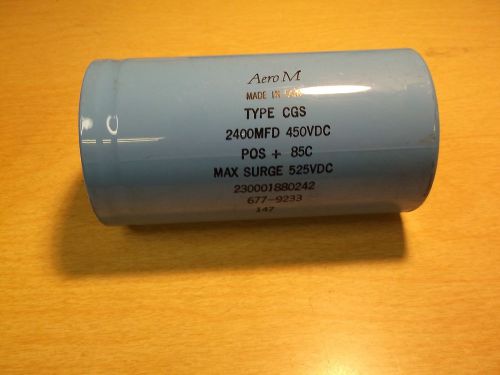 Aero M
MADE IN USA
TYPE CGS
2400MFD 450VDC
POS + 85C
MAX SURGE 525VDC
230001880242
677-9233
147